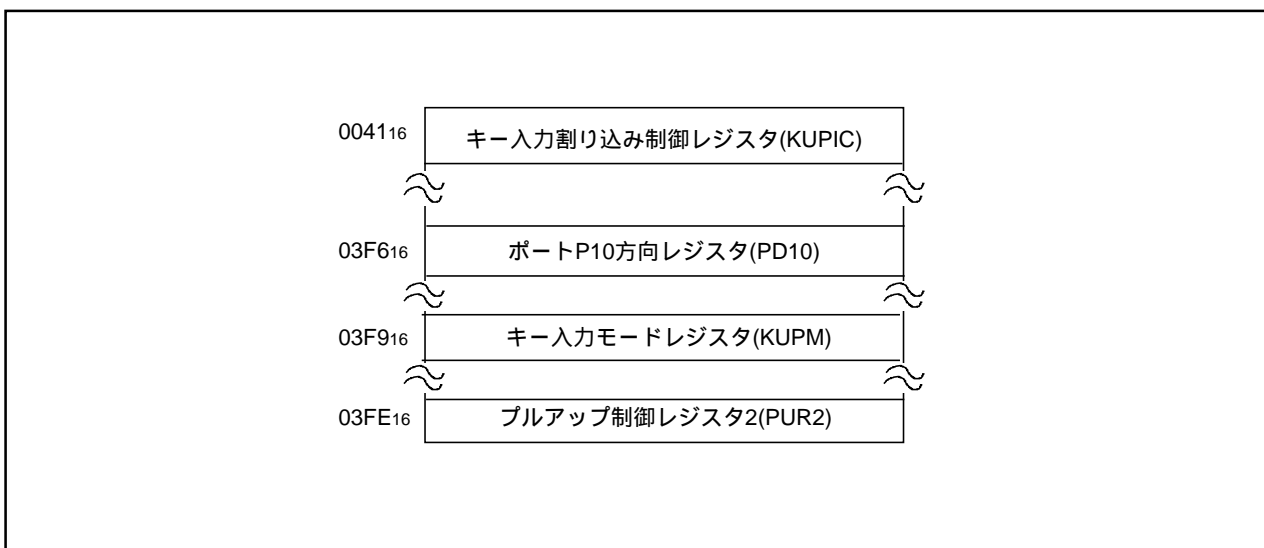 0041₁₆ キー入力割り込み制御レジスタ(KUPIC)
03F6₁₆ ポートP10方向レジスタ(PD10)
03F9₁₆ キー入力モードレジスタ(KUPM)
03FE₁₆ プルアップ制御レジスタ2(PUR2)